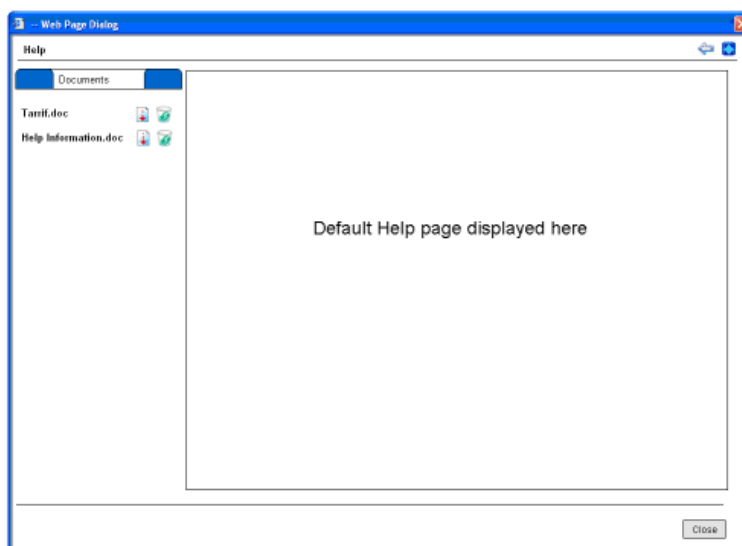 -- Web Page Dialog
Help
Documents
Tarrif.doc
Help Information.doc
Default Help page displayed here
Close